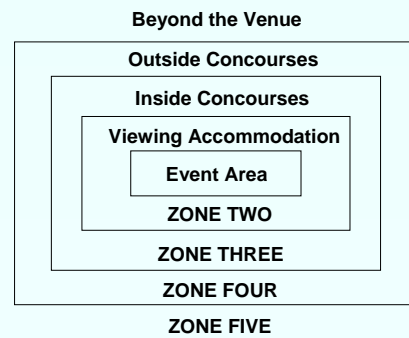 Beyond the Venue
Outside Concourses
Inside Concourses
Viewing Accommodation
Event Area
ZONE TWO
ZONE THREE
ZONE FOUR
ZONE FIVE